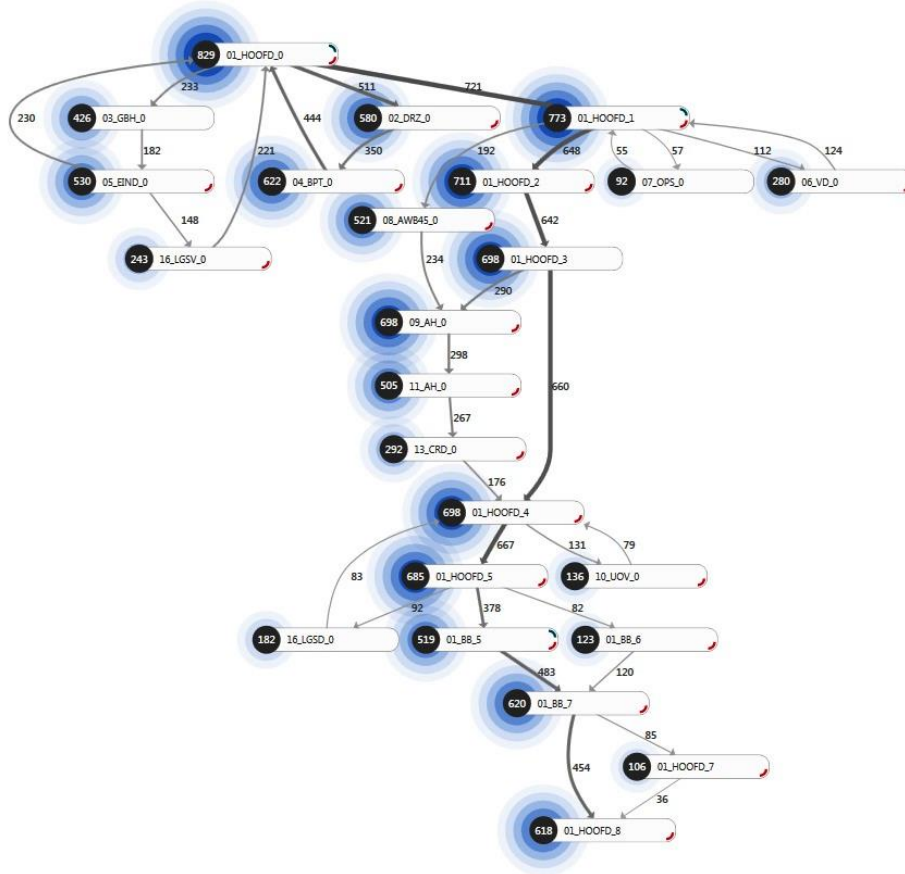 829 01_HOOFD_0
233 511 721
230 426 03_GBH_0 444 580 02_DRZ_0 773 01_HOOFD_1
182 221 350 192 648 55 57 112 124
530 05_EIND_0 622 04_BPT_0 711 01_HOOFD_2 92 07_OPS_0 280 06_VD_0
148 521 08_AWB45_0 642
243 16_LGSV_0 234 698 01_HOOFD_3
290
698 09_AH_0
298 660
505 11_AH_0
267
292 13_CRD_0
176
698 01_HOOFD_4
667 131 79
83 685 01_HOOFD_5 136 10_UOV_0
92 378 82
182 16_LGSD_0 519 01_BB_5 123 01_BB_6
483 120
620 01_BB_7
85
454 106 01_HOOFD_7
36
618 01_HOOFD_8